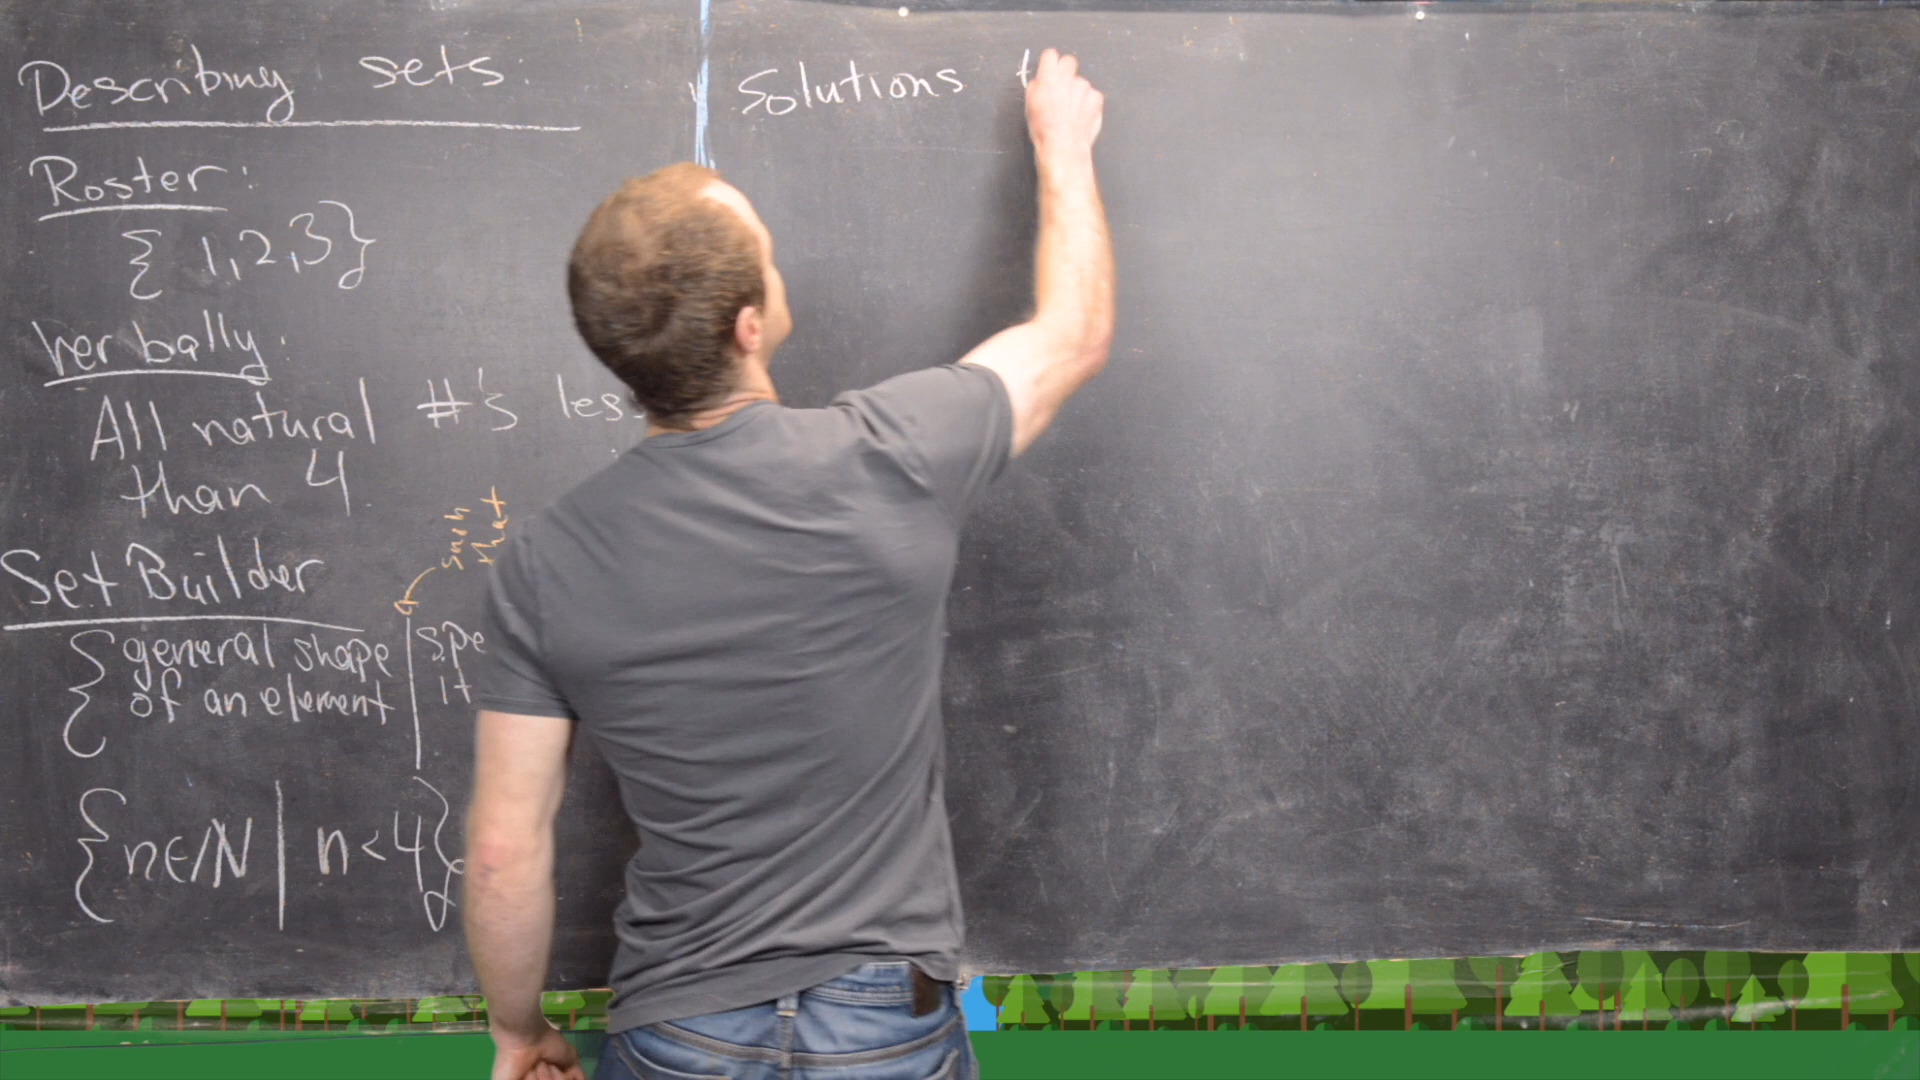 Describing sets:
Roster:
{ 1,2,3}
Verbally:
All natural #'s les
than 4
such
that
Set Builder
{ general shape | spe
of an element | it
{n∈ℕ | n<4}
Solutions t